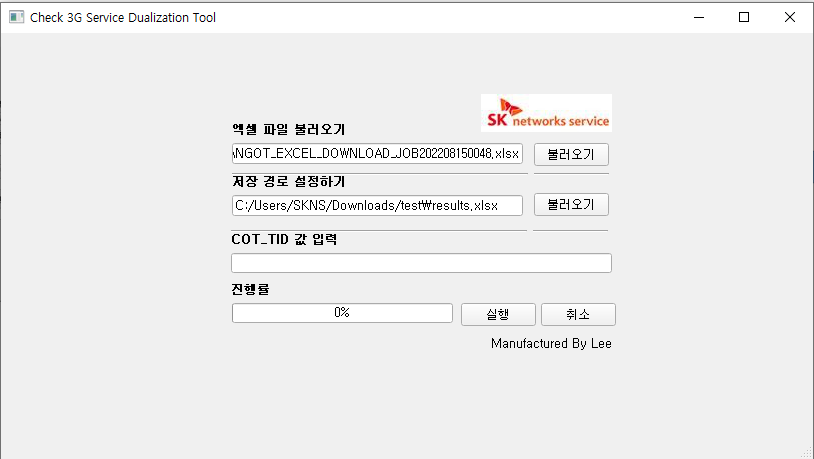 Check 3G Service Dualization Tool
SK networks service
엑셀 파일 불러오기
NGOT_EXCEL_DOWNLOAD_JOB202208150048.xlsx
불러오기
저장 경로 설정하기
C:/Users/SKNS/Downloads/test₩results.xlsx
불러오기
COT_TID 값 입력
진행률
0%
실행
취소
Manufactured By Lee